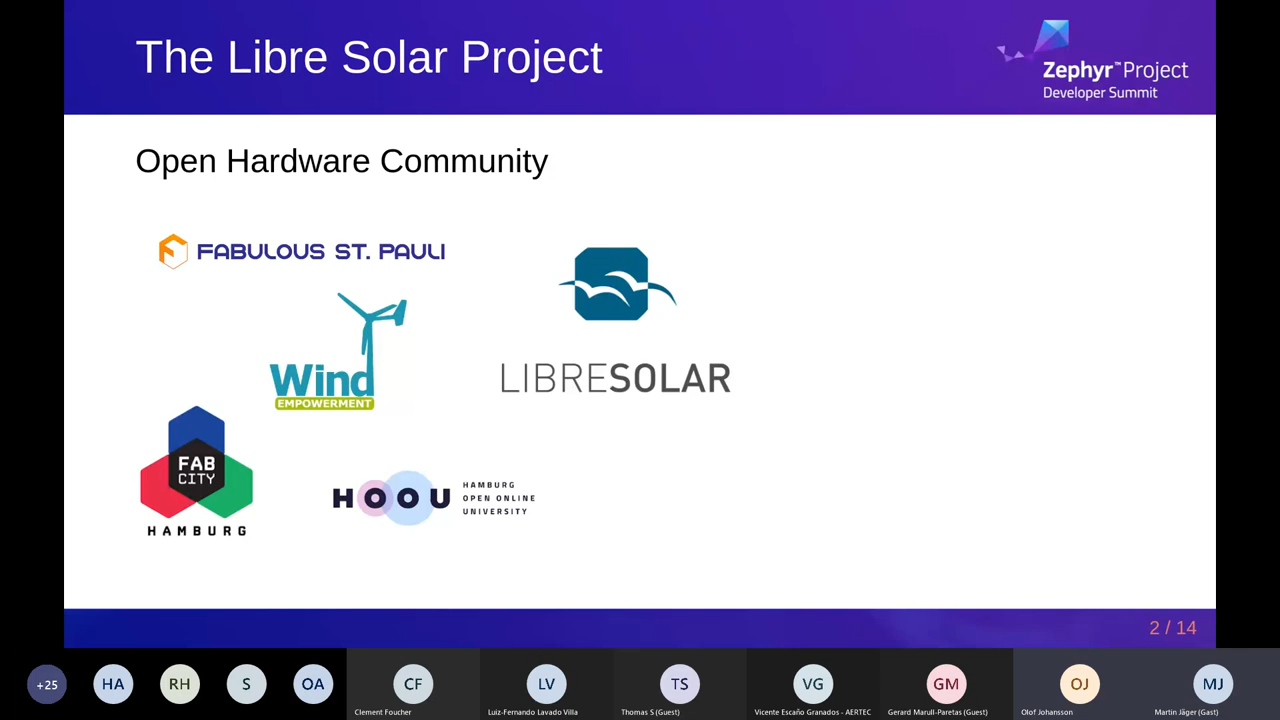 The Libre Solar Project
Zephyr™Project
Developer Summit
Open Hardware Community
FABULOUS ST. PAULI
Wind
EMPOWERMENT
LIBRESOLAR
FAB
CITY
HAMBURG
HOOU
HAMBURG
OPEN ONLINE
UNIVERSITY
2 / 14
+25
HA
RH
S
OA
CF
LV
TS
VG
GM
OJ
MJ
Clement Foucher
Luiz-Fernando Lavado Villa
Thomas S (Guest)
Vicente Escaño Granados - AERTEC
Gerard Marull-Paretas (Guest)
Olof Johansson
Martin Jäger (Gast)